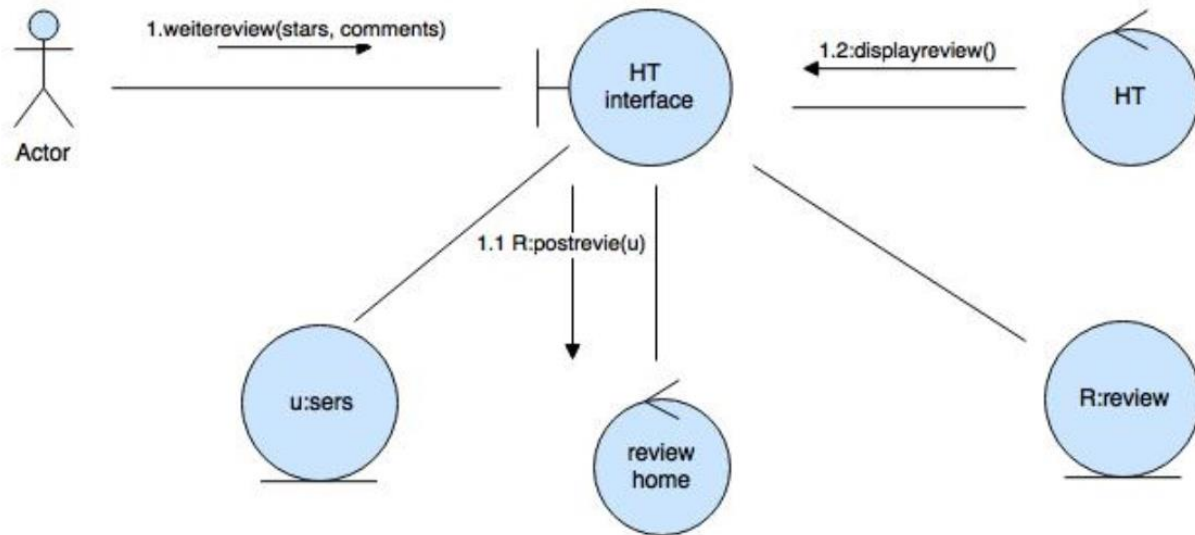 1.weitereview(stars, comments)
HT
interface
1.2:displayreview()
HT
Actor
1.1 R:postrevie(u)
u:sers
review
home
R:review